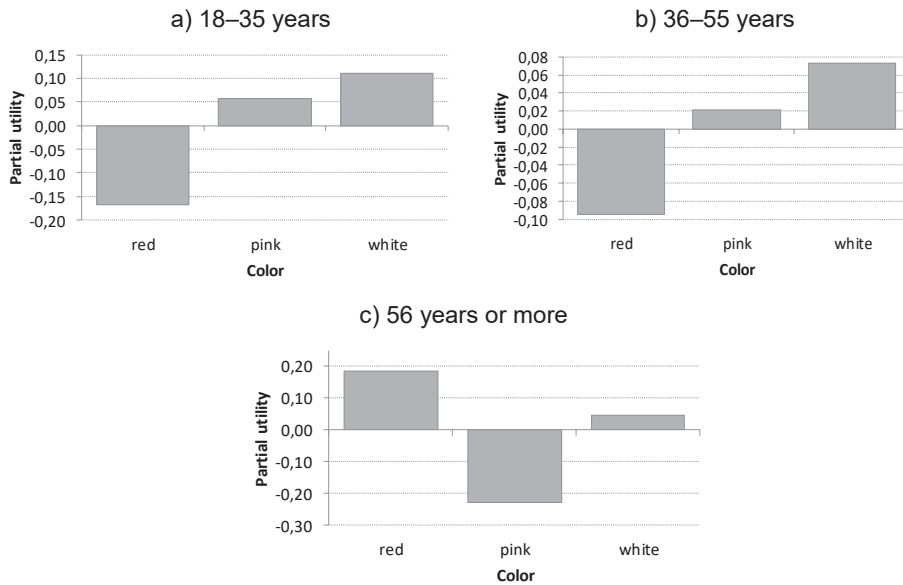 a) 18–35 years
0,15
0,10
0,05
0,00
-0,05
-0,10
-0,15
-0,20
Partial utility
red pink white
Color
b) 36–55 years
0,08
0,06
0,04
0,02
0,00
-0,02
-0,04
-0,06
-0,08
-0,10
Partial utility
red pink white
Color
c) 56 years or more
0,20
0,10
0,00
-0,10
-0,20
-0,30
Partial utility
red pink white
Color